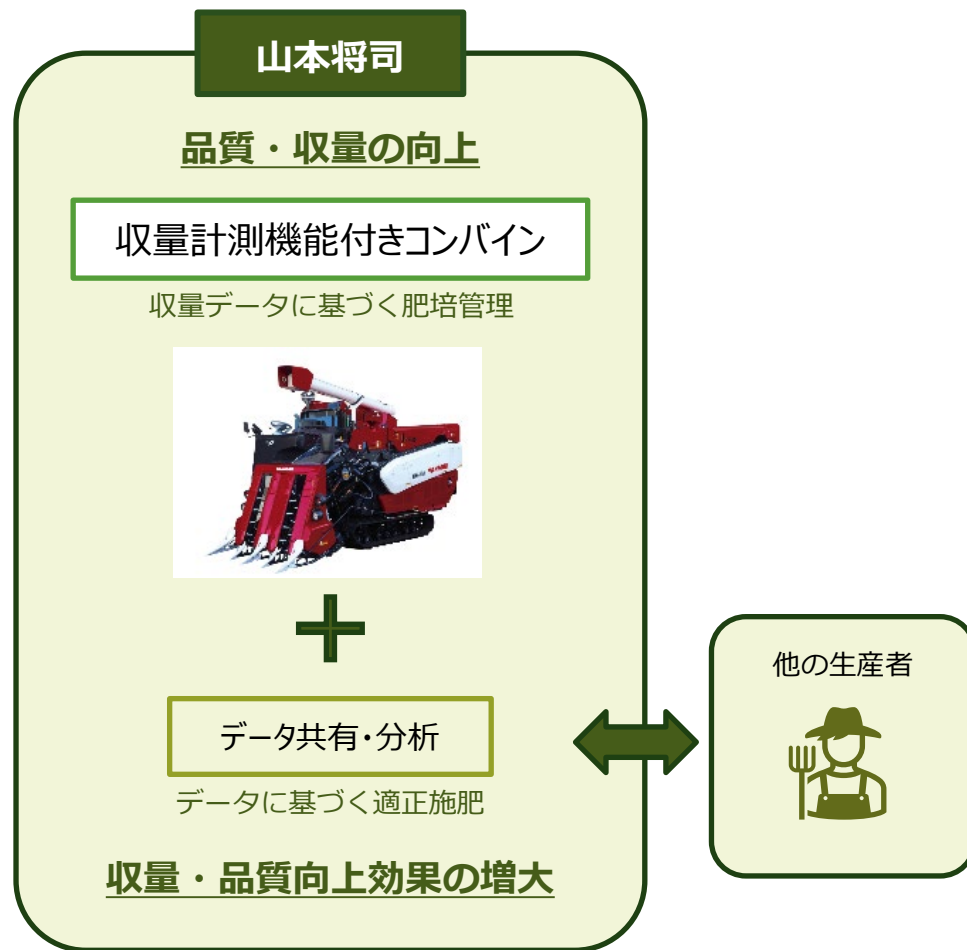 山本将司
品質・収量の向上
収量計測機能付きコンバイン
収量データに基づく肥培管理
データ共有・分析
データに基づく適正施肥
収量・品質向上効果の増大
他の生産者